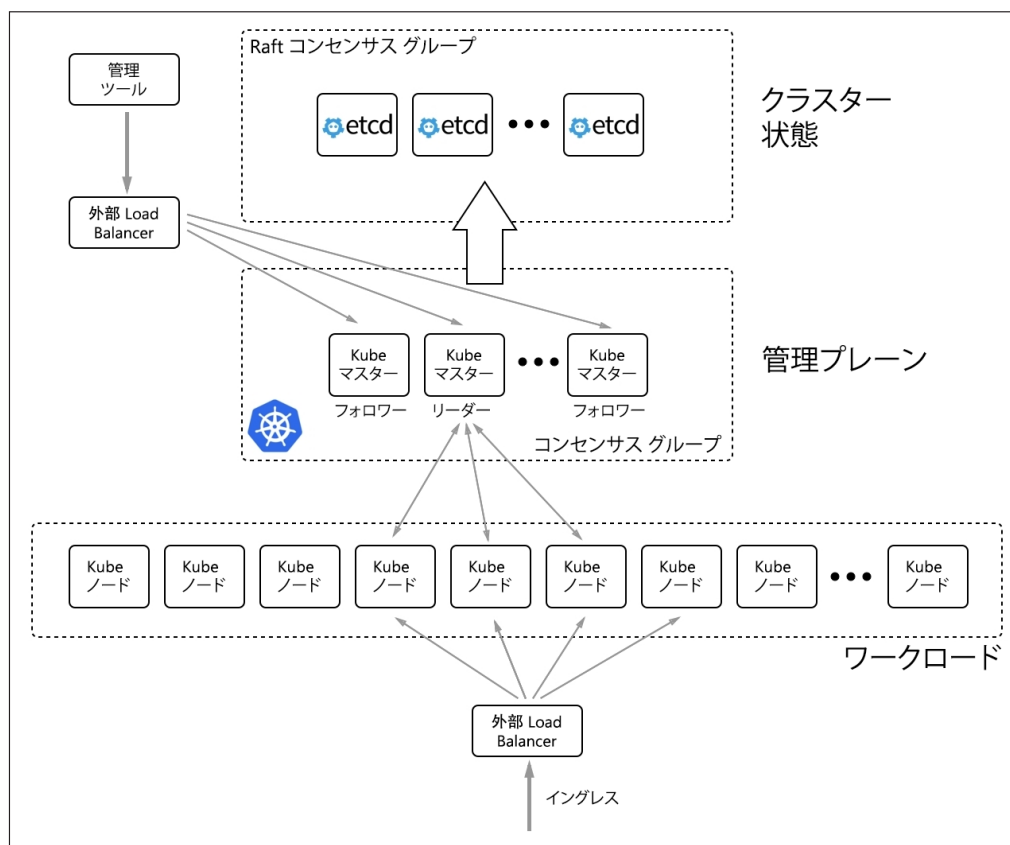 管理
ツール
Raft コンセンサス グループ
etcd
etcd
etcd
クラスター
状態
外部 Load
Balancer
Kube
マスター
フォロワー
Kube
マスター
リーダー
Kube
マスター
フォロワー
管理プレーン
コンセンサス グループ
Kube
ノード
Kube
ノード
Kube
ノード
Kube
ノード
Kube
ノード
Kube
ノード
Kube
ノード
Kube
ノード
Kube
ノード
ワークロード
外部 Load
Balancer
イングレス